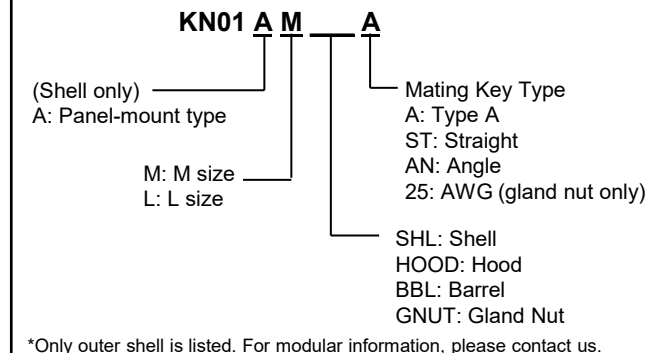 KN01 A M ___ A
(Shell only)
A: Panel-mount type
M: M size
L: L size
Mating Key Type
A: Type A
ST: Straight
AN: Angle
25: AWG (gland nut only)
SHL: Shell
HOOD: Hood
BBL: Barrel
GNUT: Gland Nut
*Only outer shell is listed. For modular information, please contact us.